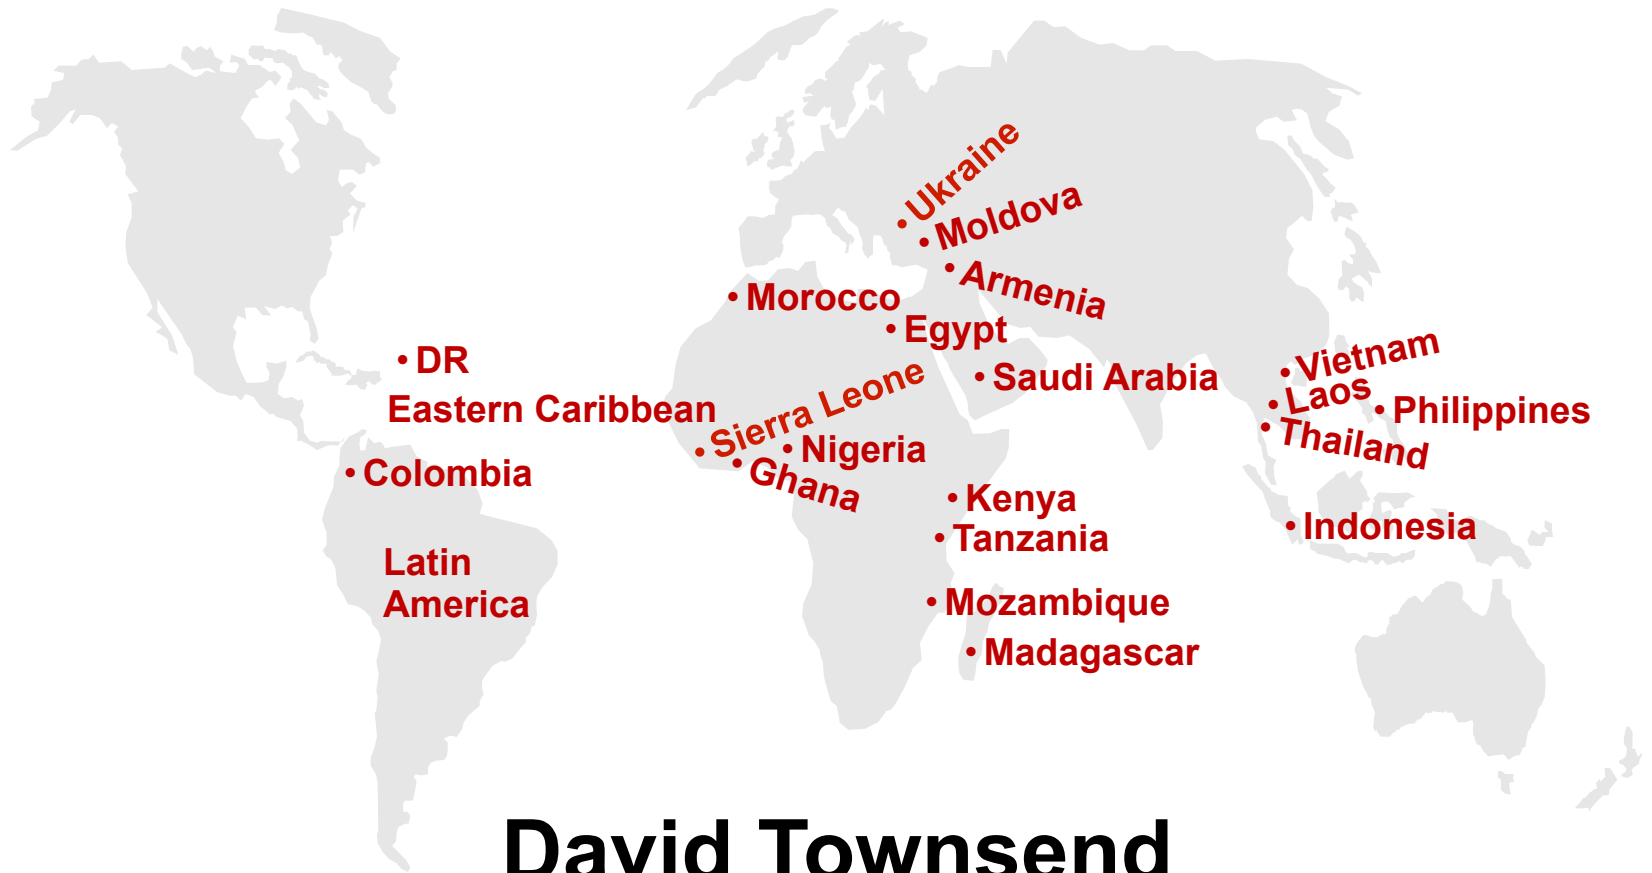 • Ukraine
• Moldova
• Armenia
• Morocco
• Egypt
• DR
• Saudi Arabia
Eastern Caribbean
• Sierra Leone
• Nigeria
• Ghana
• Vietnam
• Laos
• Philippines
• Thailand
• Colombia
• Kenya
• Tanzania
• Indonesia
Latin
America
• Mozambique
• Madagascar
David Townsend